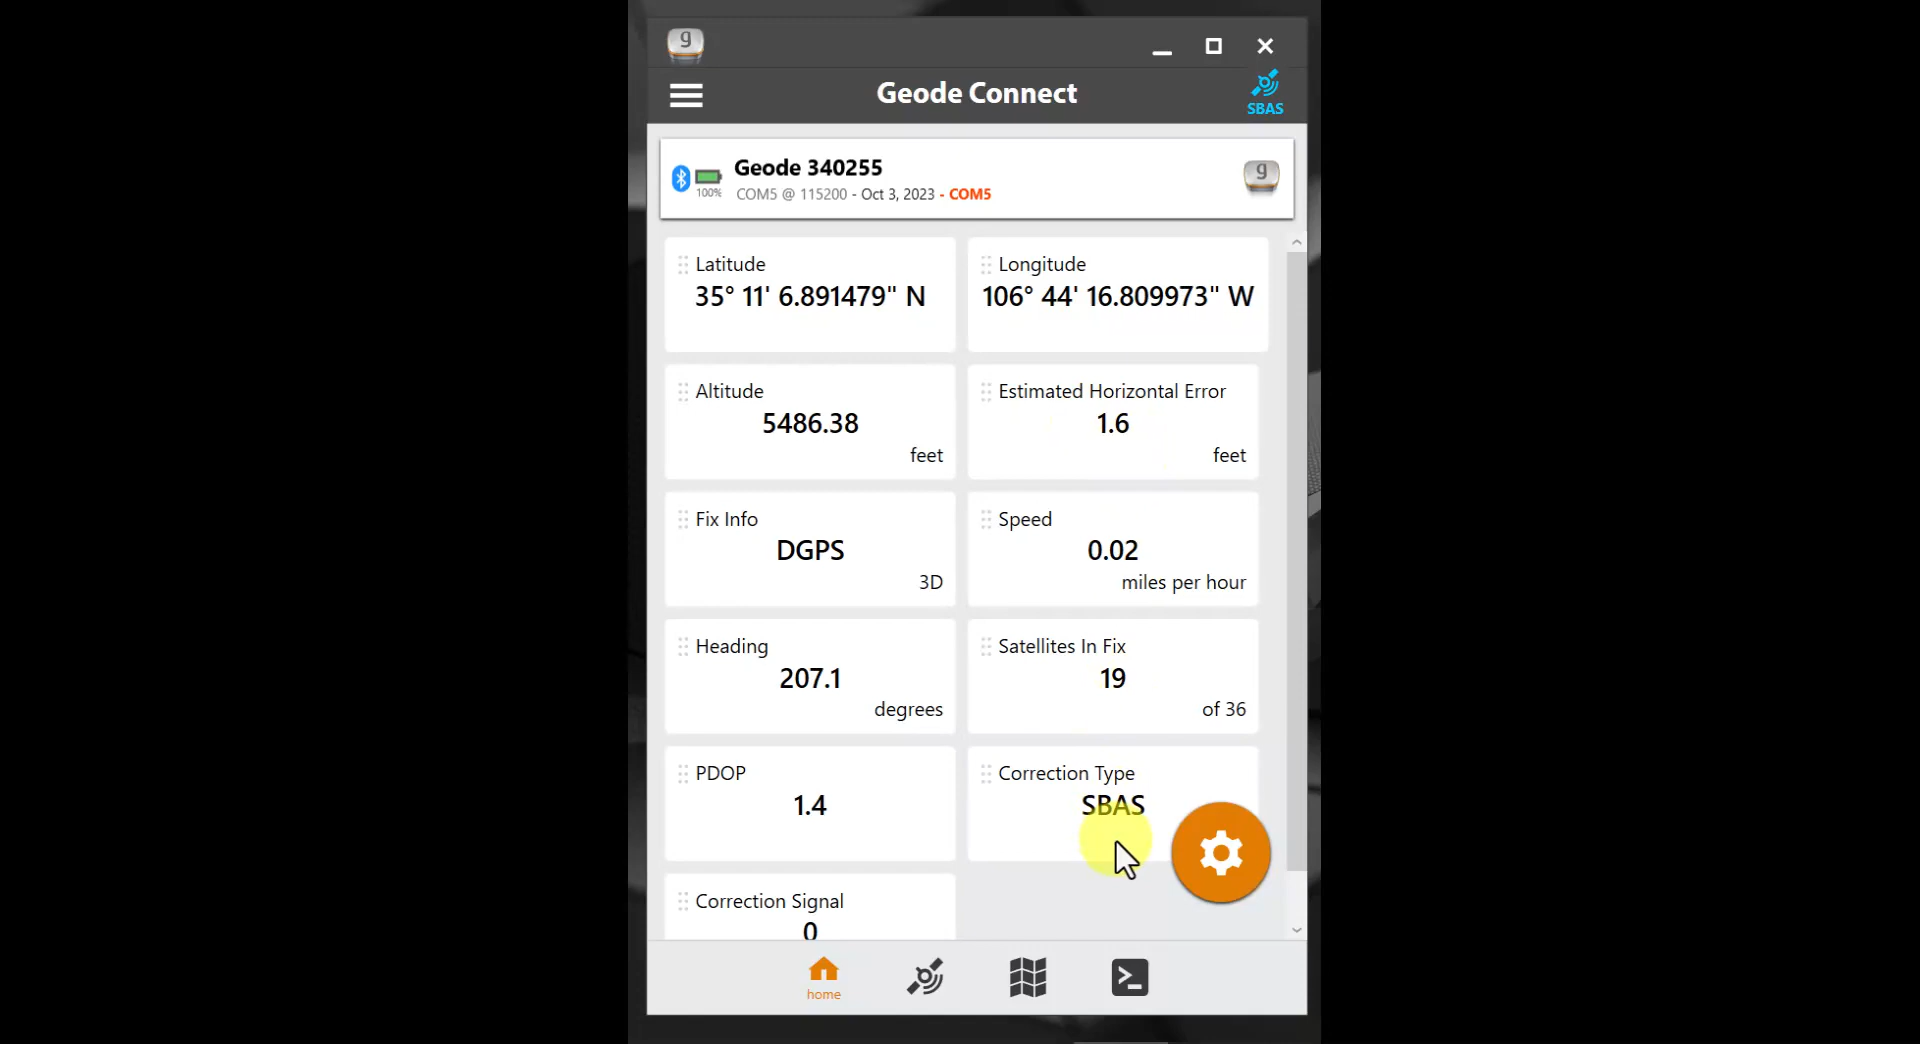 g
Geode Connect
SBAS
Geode 340255
100%
COM5 @ 115200 - Oct 3, 2023 - COM5
g
Latitude
35° 11' 6.891479" N
Longitude
106° 44' 16.809973" W
Altitude
5486.38
feet
Estimated Horizontal Error
1.6
feet
Fix Info
DGPS
3D
Speed
0.02
miles per hour
Heading
207.1
degrees
Satellites In Fix
19
of 36
PDOP
1.4
Correction Type
SBAS
Correction Signal
0
home